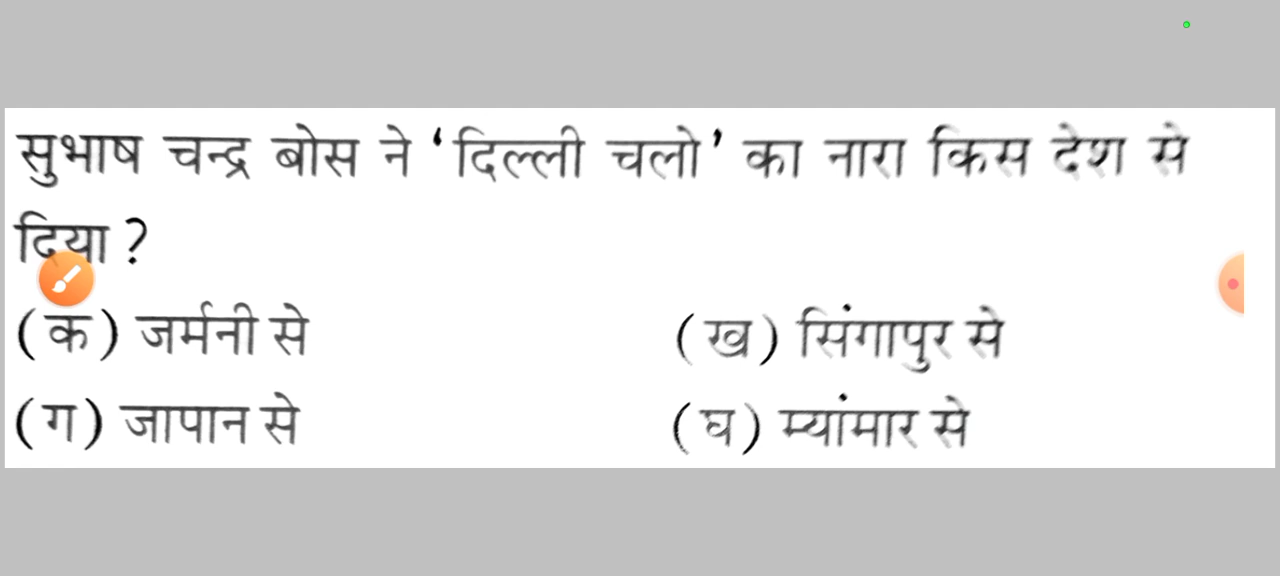 सुभाष चन्द्र बोस ने ‘दिल्ली चलो’ का नारा किस देश से
दिया ?
(क) जर्मनी से (ख) सिंगापुर से
(ग) जापान से (घ) म्यांमार से